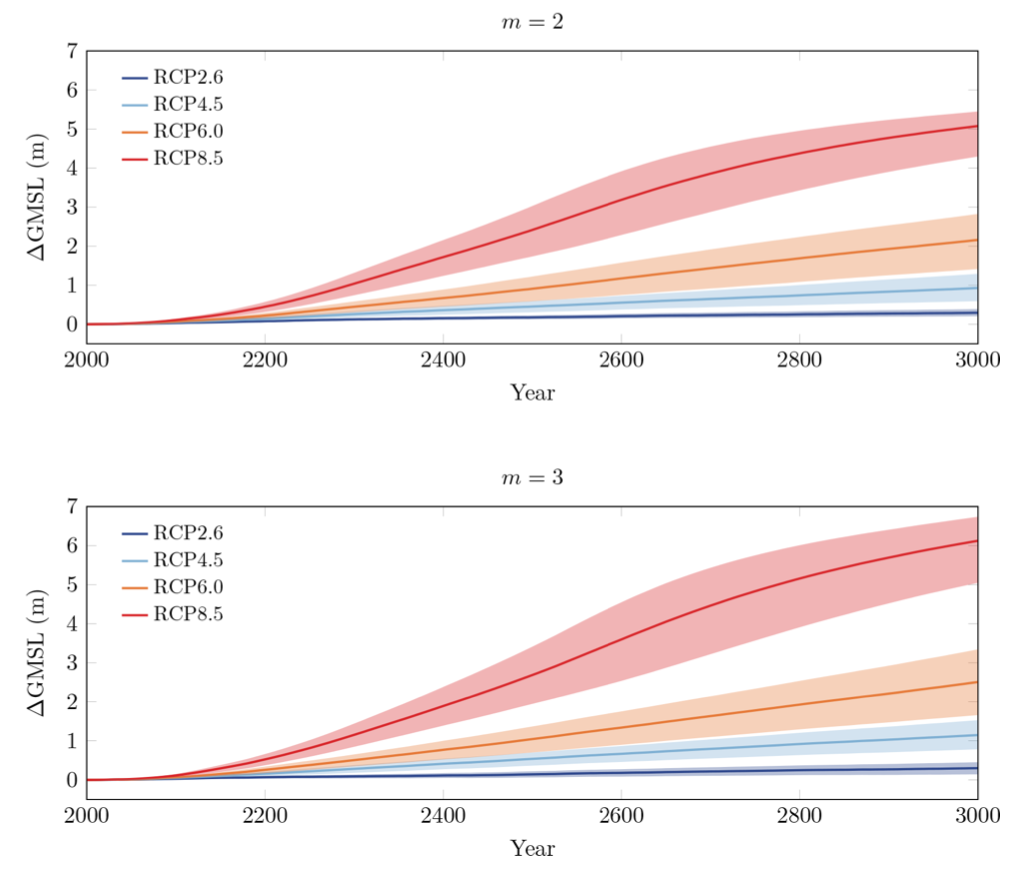 m = 2
7
6
5
4
3
2
1
0
ΔGMSL (m)
RCP2.6
RCP4.5
RCP6.0
RCP8.5
2000 2200 2400 2600 2800 3000
Year
m = 3
7
6
5
4
3
2
1
0
ΔGMSL (m)
RCP2.6
RCP4.5
RCP6.0
RCP8.5
2000 2200 2400 2600 2800 3000
Year